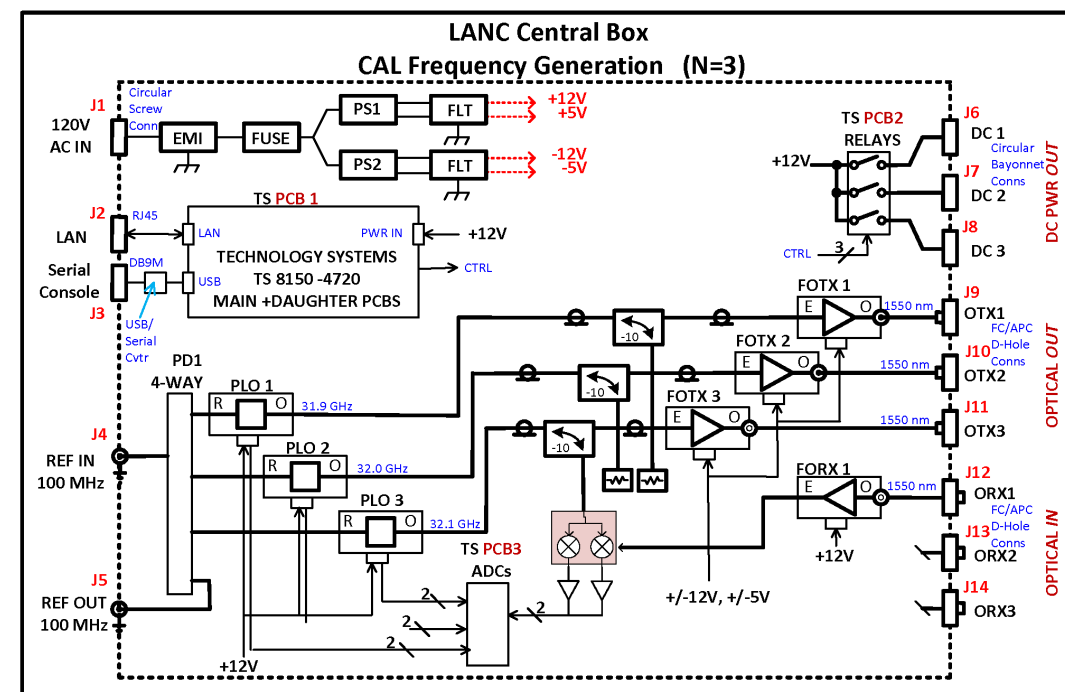 LANC Central Box
CAL Frequency Generation (N=3)
J1
120V
AC IN
Circular
Screw
Conn
EMI
FUSE
PS1
FLT
+12V
+5V
PS2
FLT
-12V
-5V
TS PCB2
RELAYS
+12V
CTRL
3
J6
DC 1
Circular
Bayonnet
Conns
J7
DC 2
J8
DC 3
DC PWR OUT
J2
LAN
RJ45
TS PCB 1
LAN
PWR IN
+12V
TECHNOLOGY SYSTEMS
TS 8150 -4720
MAIN +DAUGHTER PCBS
USB
CTRL
Serial
Console
J3
DB9M
USB/
Serial
Cvtr
PD1
4-WAY
PLO 1
R
O
31.9 GHz
PLO 2
R
O
32.0 GHz
PLO 3
R
O
32.1 GHz
-10
-10
-10
FOTX 1
E
O
1550 nm
J9
OTX1
FC/APC
D-Hole
Conns
FOTX 2
E
O
1550 nm
J10
OTX2
FOTX 3
E
O
1550 nm
J11
OTX3
OPTICAL OUT
J4
REF IN
100 MHz
FORX 1
E
O
1550 nm
+12V
J12
ORX1
FC/APC
D-Hole
Conns
J13
ORX2
J14
ORX3
OPTICAL IN
TS PCB3
ADCs
2
2
2
2
+/-12V, +/-5V
J5
REF OUT
100 MHz
+12V